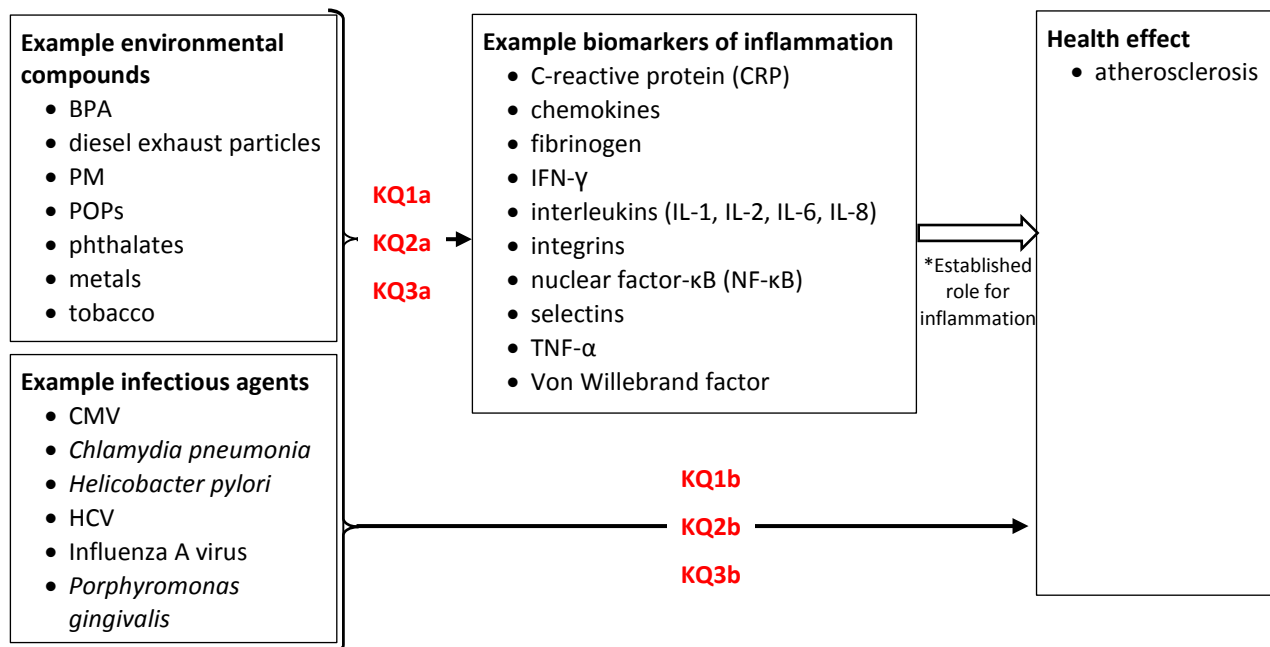 Example environmental
compounds
• BPA
• diesel exhaust particles
• PM
• POPs
• phthalates
• metals
• tobacco
Example infectious agents
• CMV
• Chlamydia pneumonia
• Helicobacter pylori
• HCV
• Influenza A virus
• Porphyromonas
gingivalis
KQ1a
KQ2a
KQ3a
Example biomarkers of inflammation
• C-reactive protein (CRP)
• chemokines
• fibrinogen
• IFN-γ
• interleukins (IL-1, IL-2, IL-6, IL-8)
• integrins
• nuclear factor-κB (NF-κB)
• selectins
• TNF-α
• Von Willebrand factor
*Established
role for
inflammation
KQ1b
KQ2b
KQ3b
Health effect
• atherosclerosis